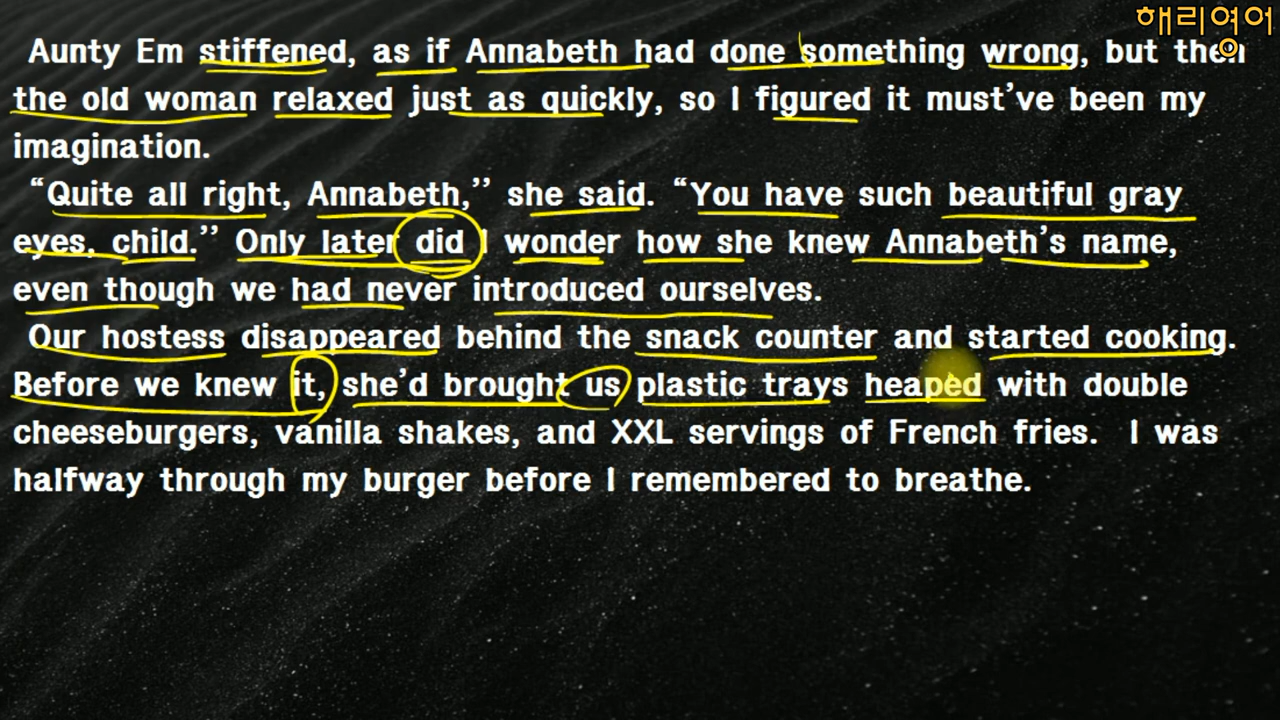 해리영어
Aunty Em stiffened, as if Annabeth had done something wrong, but then
the old woman relaxed just as quickly, so I figured it must’ve been my
imagination.
“Quite all right, Annabeth,’’ she said. “You have such beautiful gray
eyes, child.’’ Only later did I wonder how she knew Annabeth’s name,
even though we had never introduced ourselves.
Our hostess disappeared behind the snack counter and started cooking.
Before we knew it, she’d brought us plastic trays heaped with double
cheeseburgers, vanilla shakes, and XXL servings of French fries. I was
halfway through my burger before I remembered to breathe.